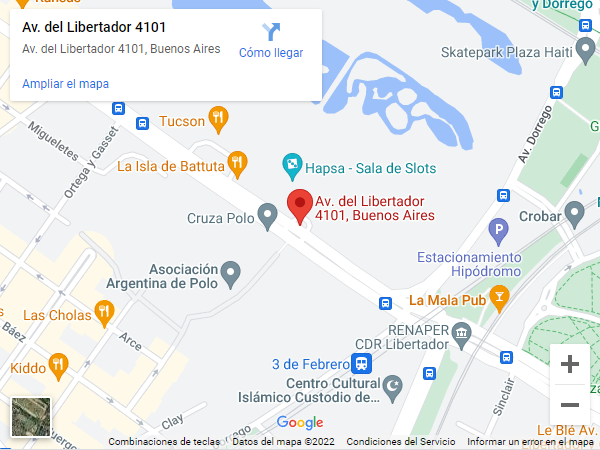 Kansas
y Dorrego
Av. del Libertador 4101
Av. del Libertador 4101, Buenos Aires
Cómo llegar
Ampliar el mapa
Skatepark Plaza Haiti
Migueletes
Tucson
Ortega y Gasset
Av. Dorrego
La Isla de Battuta
Hapsa - Sala de Slots
Av. del Libertador
4101, Buenos Aires
Cruza Polo
Crobar
Estacionamiento
Hipódromo
Asociación
Argentina de Polo
La Mala Pub
Las Cholas
Báez
Arce
RENAPER
CDR Libertador
Kiddo
3 de Febrero
Centro Cultural
Islámico Custodio de...
Sinclair
Clay
Google
Le Blé Av.
Combinaciones de teclas
Datos del mapa ©2022
Condiciones del Servicio
Informar un error en el mapa